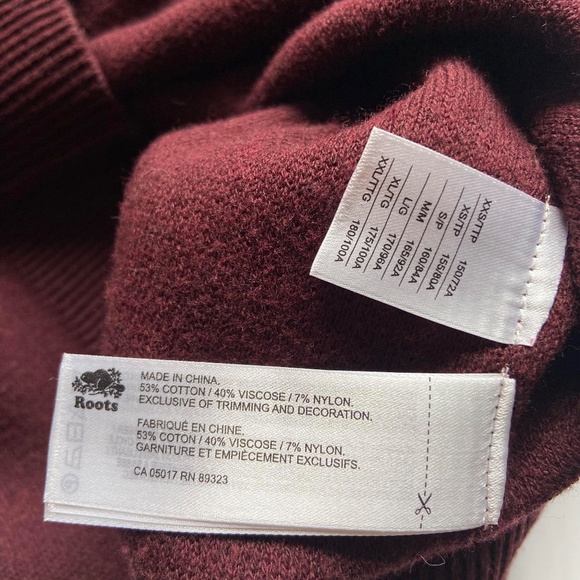 XXS/TTP 150/72A
XS/TP 155/80A
S/P 160/84A
M/M 165/92A
L/G 170/96A
XL/TG 175/100A
XXL/TTG 180/100A
Roots
MADE IN CHINA.
53% COTTON / 40% VISCOSE / 7% NYLON.
EXCLUSIVE OF TRIMMING AND DECORATION.
FABRIQUÉ EN CHINE.
53% COTON / 40% VISCOSE / 7% NYLON.
GARNITURE ET EMPIÈCEMENT EXCLUSIFS.
CA 05017 RN 89323